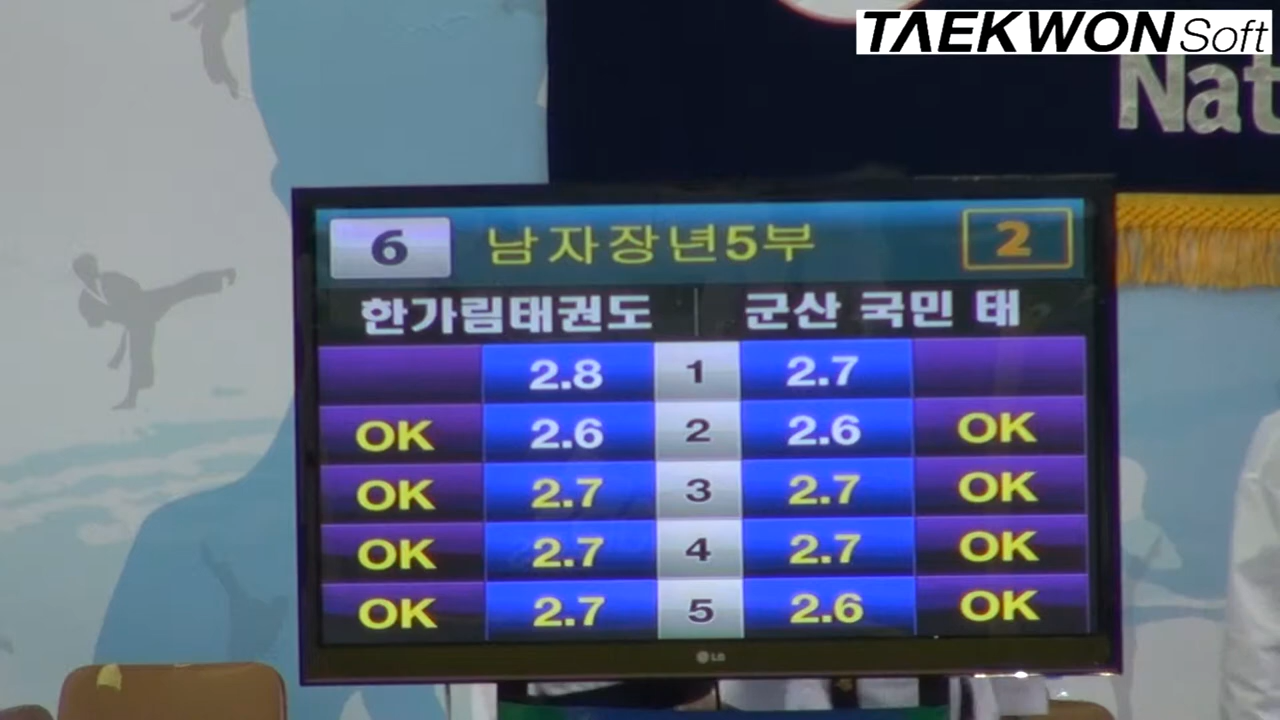 TAEKWON Soft
Nat
6 남자장년5부 2
한가림태권도 군산 국민 태
2.8 1 2.7
OK 2.6 2 2.6 OK
OK 2.7 3 2.7 OK
OK 2.7 4 2.7 OK
OK 2.7 5 2.6 OK
LG